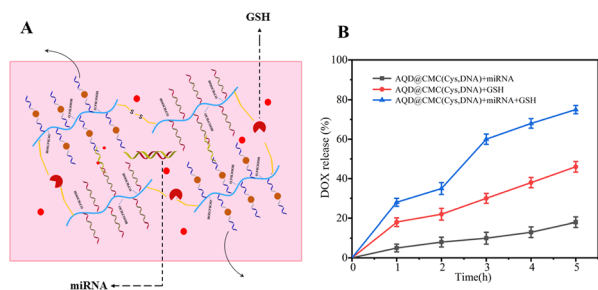 A
GSH
miRNA
B
DOX release (%)
100
80
60
40
20
0
AQD@CMC(Cys,DNA)+miRNA
AQD@CMC(Cys,DNA)+GSH
AQD@CMC(Cys,DNA)+miRNA+GSH
0 1 2 3 4 5
Time(h)